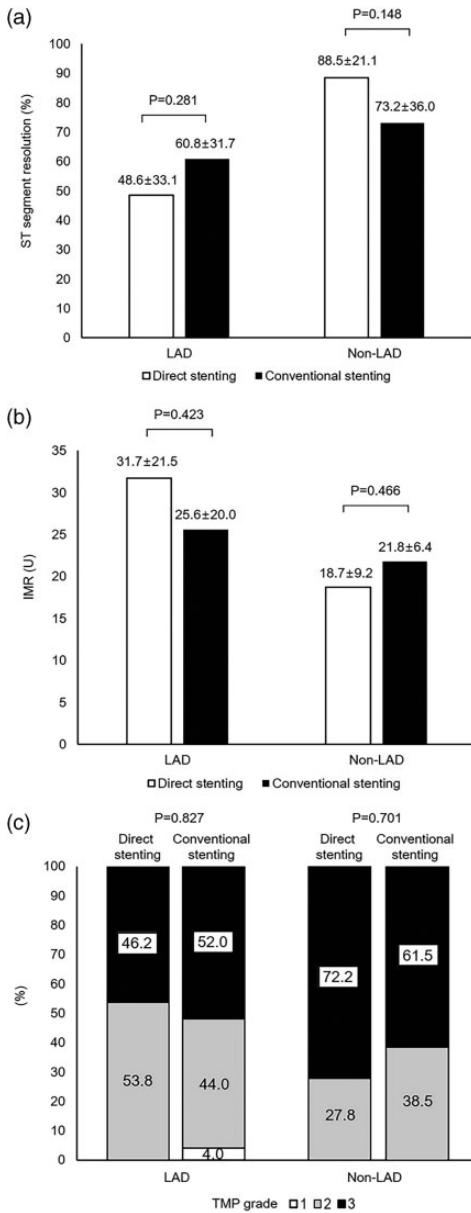 (a)
ST segment resolution (%)
100
90
80
70
60
50
40
30
20
10
0
P=0.281
48.6±33.1
60.8±31.7
P=0.148
88.5±21.1
73.2±36.0
LAD
Non-LAD
Direct stenting
Conventional stenting
(b)
IMR (U)
35
30
25
20
15
10
5
0
P=0.423
31.7±21.5
25.6±20.0
P=0.466
18.7±9.2
21.8±6.4
LAD
Non-LAD
Direct stenting
Conventional stenting
(c)
P=0.827
P=0.701
Direct
stenting
Conventional
stenting
Direct
stenting
Conventional
stenting
(%)
100
90
80
70
60
50
40
30
20
10
0
46.2
53.8
52.0
44.0
4.0
72.2
27.8
61.5
38.5
LAD
Non-LAD
TMP grade 1 2 3